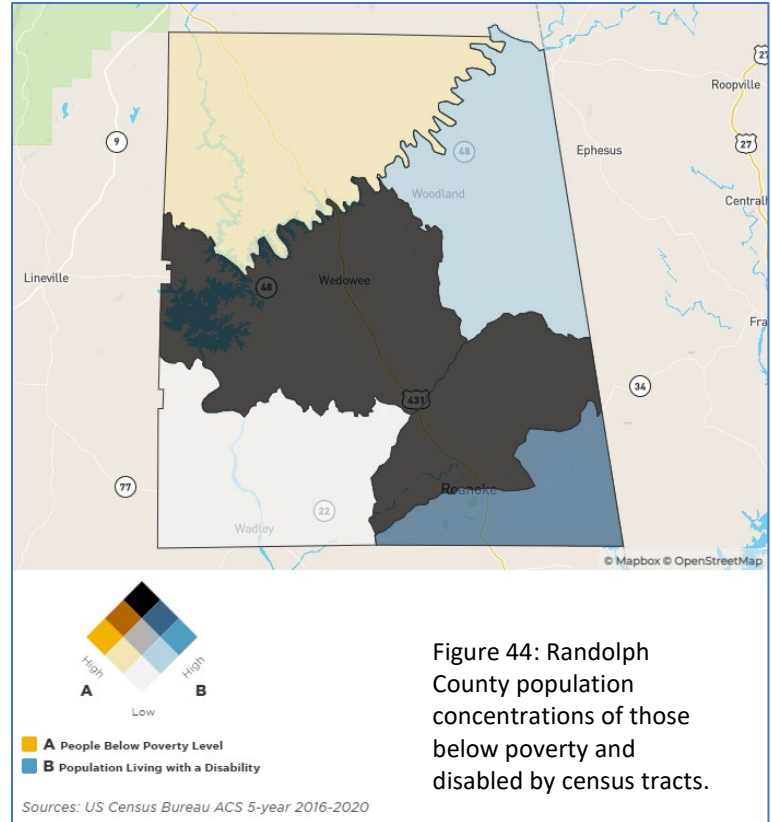 27
Roopville
9
27
48
Ephesus
Woodland
Central
Lineville
Wedowee
48
Fra
431
34
77
Roanoke
22
Wadley
© Mapbox © OpenStreetMap
High
High
A
B
Low
A People Below Poverty Level
B Population Living with a Disability
Sources: US Census Bureau ACS 5-year 2016-2020
Figure 44: Randolph
County population
concentrations of those
below poverty and
disabled by census tracts.